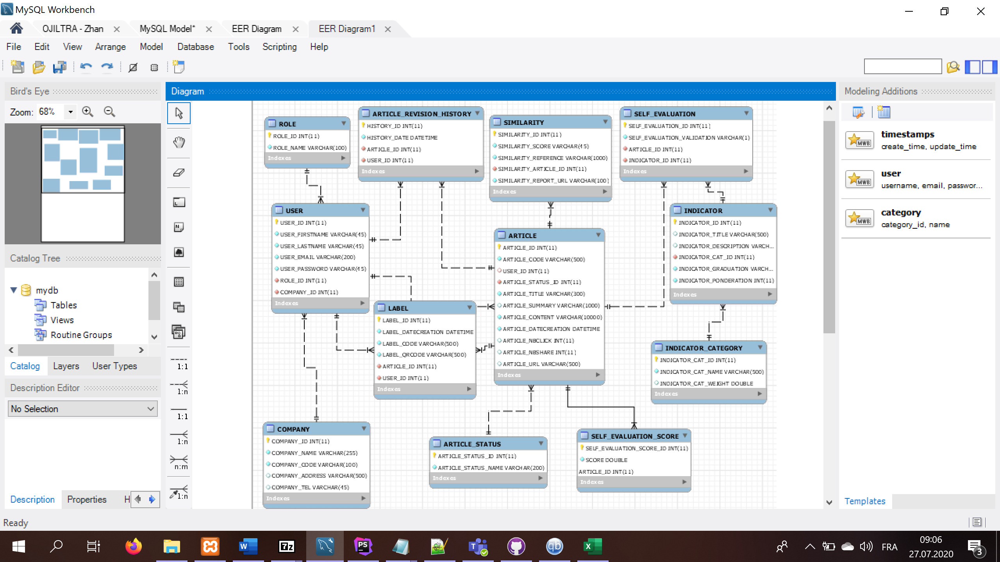 MySQL Workbench
OJILTRA - Zhan
MySQL Model*
EER Diagram
EER Diagram1
File Edit View Arrange Model Database Tools Scripting Help
Bird's Eye
Zoom: 68%
Diagram
Modeling Additions
timestamps
create_time, update_time
user
username, email, passwor...
category
category_id, name
Templates
Catalog Tree
mydb
Tables
Views
Routine Groups
Catalog Layers User Types
Description Editor
No Selection
Description Properties H
1:1
1:n
1:1
1:n
n:m
1:n
ROLE
ROLE_ID INT(11)
ROLE_NAME VARCHAR(100)
Indexes
ARTICLE_REVISION_HISTORY
HISTORY_ID INT(11)
HISTORY_DATE DATETIME
ARTICLE_ID INT(11)
USER_ID INT(11)
Indexes
SIMILARITY
SIMILARITY_ID INT(11)
SIMILARITY_SCORE VARCHAR(45)
SIMILARITY_REFERENCE VARCHAR(1000)
SIMILARITY_ARTICLE_ID INT(11)
SIMILARITY_REPORT_URL VARCHAR(100)
Indexes
SELF_EVALUATION
SELF_EVALUATION_ID INT(11)
SELF_EVALUATION_VALIDATION VARCHAR(1)
ARTICLE_ID INT(11)
INDICATOR_ID INT(11)
Indexes
USER
USER_ID INT(11)
USER_FIRSTNAME VARCHAR(45)
USER_LASTNAME VARCHAR(45)
USER_EMAIL VARCHAR(200)
USER_PASSWORD VARCHAR(45)
ROLE_ID INT(11)
COMPANY_ID INT(11)
Indexes
INDICATOR
INDICATOR_ID INT(11)
INDICATOR_TITLE VARCHAR(500)
INDICATOR_DESCRIPTION VARCH...
INDICATOR_CAT_ID INT(11)
INDICATOR_GRADUATION VARCH...
INDICATOR_PONDERATION INT(11)
Indexes
ARTICLE
ARTICLE_ID INT(11)
ARTICLE_CODE VARCHAR(500)
USER_ID INT(11)
ARTICLE_STATUS_ID INT(11)
ARTICLE_TITLE VARCHAR(300)
ARTICLE_SUMMARY VARCHAR(1000)
ARTICLE_CONTENT VARCHAR(10000)
ARTICLE_DATECREATION DATETIME
ARTICLE_NBCLICK INT(11)
ARTICLE_NBSHARE INT(11)
ARTICLE_URL VARCHAR(500)
Indexes
LABEL
LABEL_ID INT(11)
LABEL_DATECREATION DATETIME
LABEL_CODE VARCHAR(500)
LABEL_QRCODE VARCHAR(500)
ARTICLE_ID INT(11)
USER_ID INT(11)
Indexes
INDICATOR_CATEGORY
INDICATOR_CAT_ID INT(11)
INDICATOR_CAT_NAME VARCHAR(500)
INDICATOR_CAT_WEIGHT DOUBLE
Indexes
COMPANY
COMPANY_ID INT(11)
COMPANY_NAME VARCHAR(255)
COMPANY_CODE VARCHAR(100)
COMPANY_ADDRESS VARCHAR(500)
COMPANY_TEL VARCHAR(45)
Indexes
ARTICLE_STATUS
ARTICLE_STATUS_ID INT(11)
ARTICLE_STATUS_NAME VARCHAR(200)
Indexes
SELF_EVALUATION_SCORE
SELF_EVALUATION_SCORE_ID INT(11)
SCORE DOUBLE
ARTICLE_ID INT(11)
Indexes
Ready
FRA
09:06
27.07.2020
3